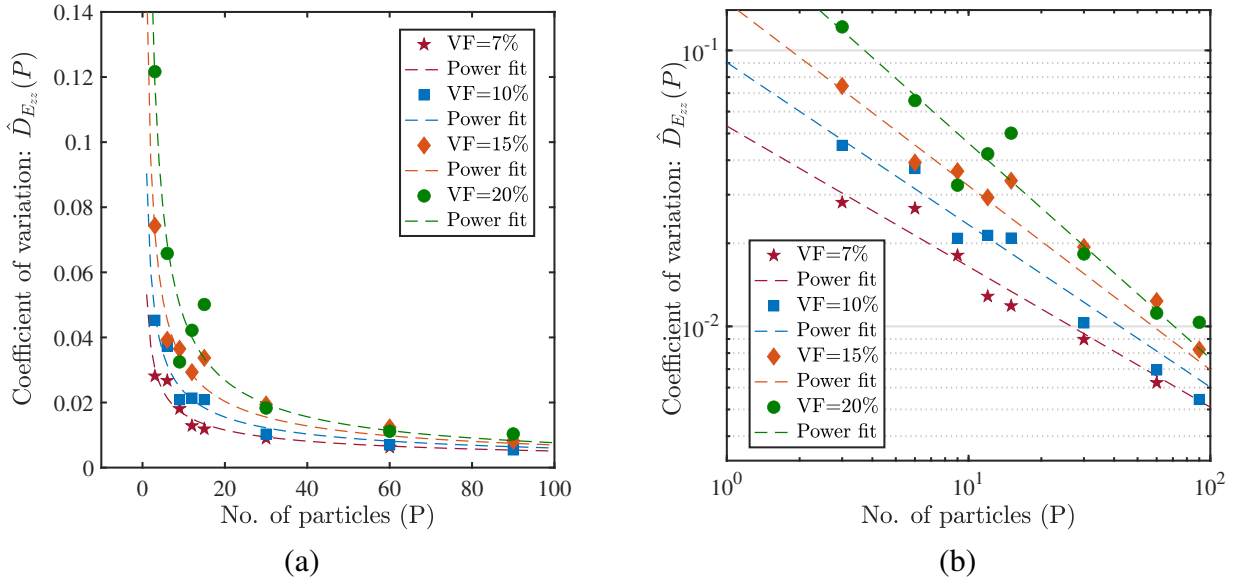 0.14
0.12
0.1
0.08
0.06
0.04
0.02
0
Coefficient of variation: D̂_{E_{zz}}(P)
VF=7%
Power fit
VF=10%
Power fit
VF=15%
Power fit
VF=20%
Power fit
0 20 40 60 80 100
No. of particles (P)
(a)
10^{-1}
10^{-2}
Coefficient of variation: D̂_{E_{zz}}(P)
VF=7%
Power fit
VF=10%
Power fit
VF=15%
Power fit
VF=20%
Power fit
10^{0} 10^{1} 10^{2}
No. of particles (P)
(b)